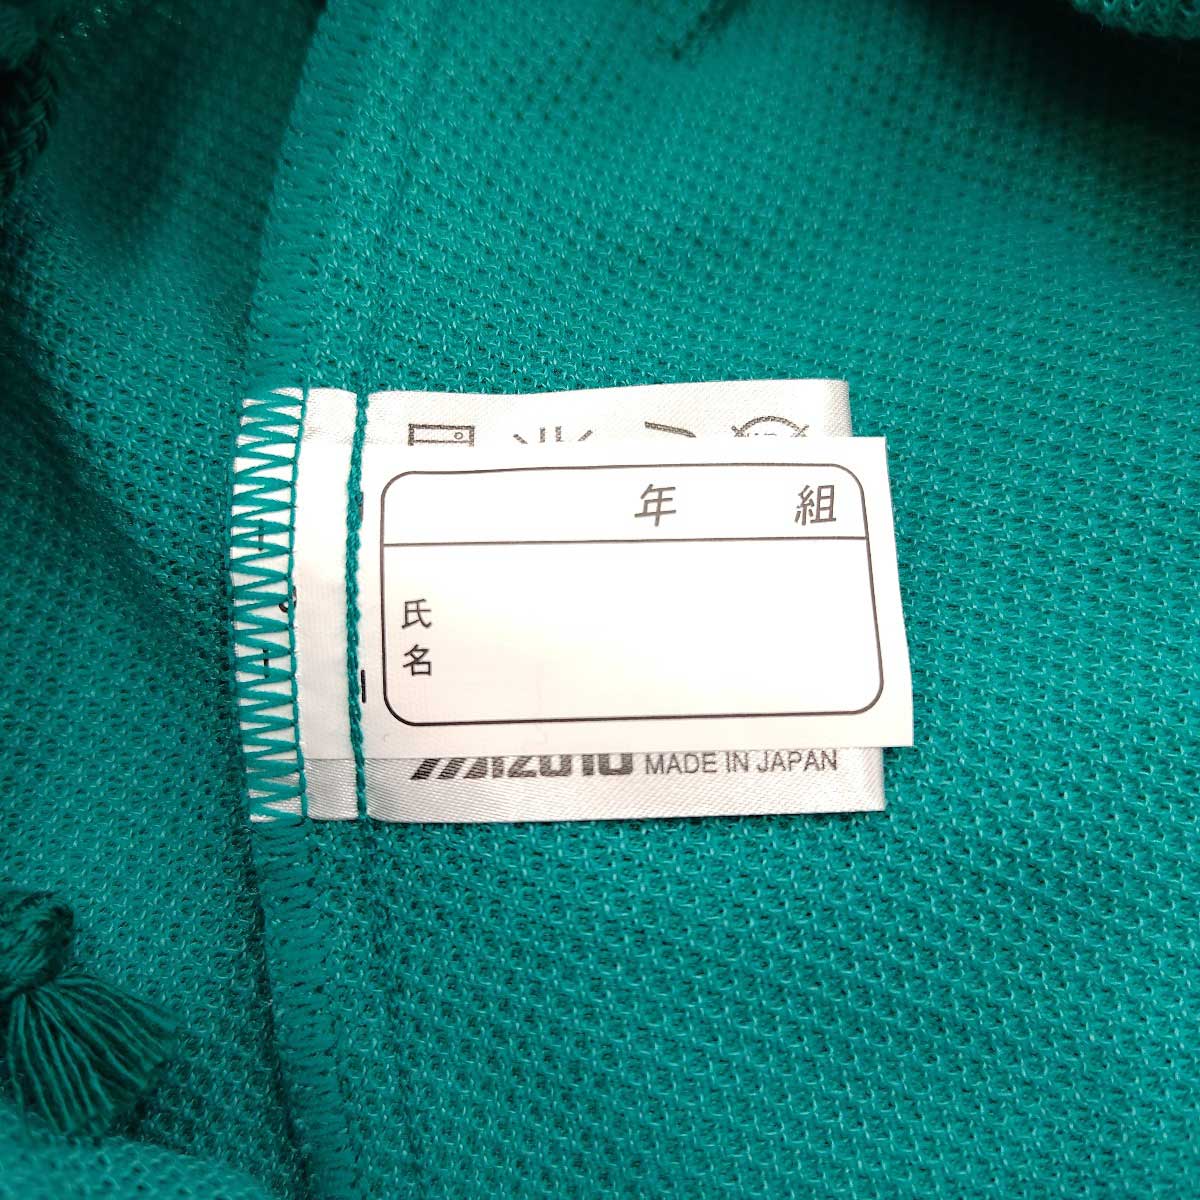 年 組
氏
名
MIZUNO MADE IN JAPAN